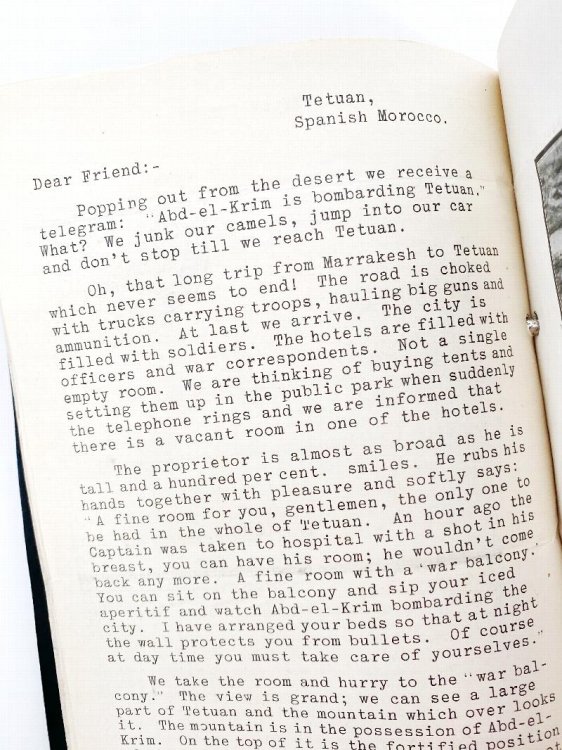 Tetuan,
Spanish Morocco.
Dear Friend:-
Popping out from the desert we receive a
telegram: "Abd-el-Krim is bombarding Tetuan."
What? We junk our camels, jump into our car
and don't stop till we reach Tetuan.
Oh, that long trip from Marrakesh to Tetuan
which never seems to end! The road is choked
with trucks carrying troops, hauling big guns and
ammunition. At last we arrive. The city is
filled with soldiers. The hotels are filled with
officers and war correspondents. Not a single
empty room. We are thinking of buying tents and
setting them up in the public park when suddenly
the telephone rings and we are informed that
there is a vacant room in one of the hotels.
The proprietor is almost as broad as he is
tall and a hundred per cent. smiles. He rubs his
hands together with pleasure and softly says:
"A fine room for you, gentlemen, the only one to
be had in the whole of Tetuan. An hour ago the
Captain was taken to hospital with a shot in his
breast, you can have his room; he wouldn't come
back any more. A fine room with a 'war balcony.'
You can sit on the balcony and sip your iced
aperitif and watch Abd-el-Krim bombarding the
city. I have arranged your beds so that at night
the wall protects you from bullets. Of course
at day time you must take care of yourselves."
We take the room and hurry to the "war bal-
cony." The view is grand; we can see a large
part of Tetuan and the mountain which over looks
it. The mountain is in the possession of Abd-el-
Krim. On the top of it is the fortified position